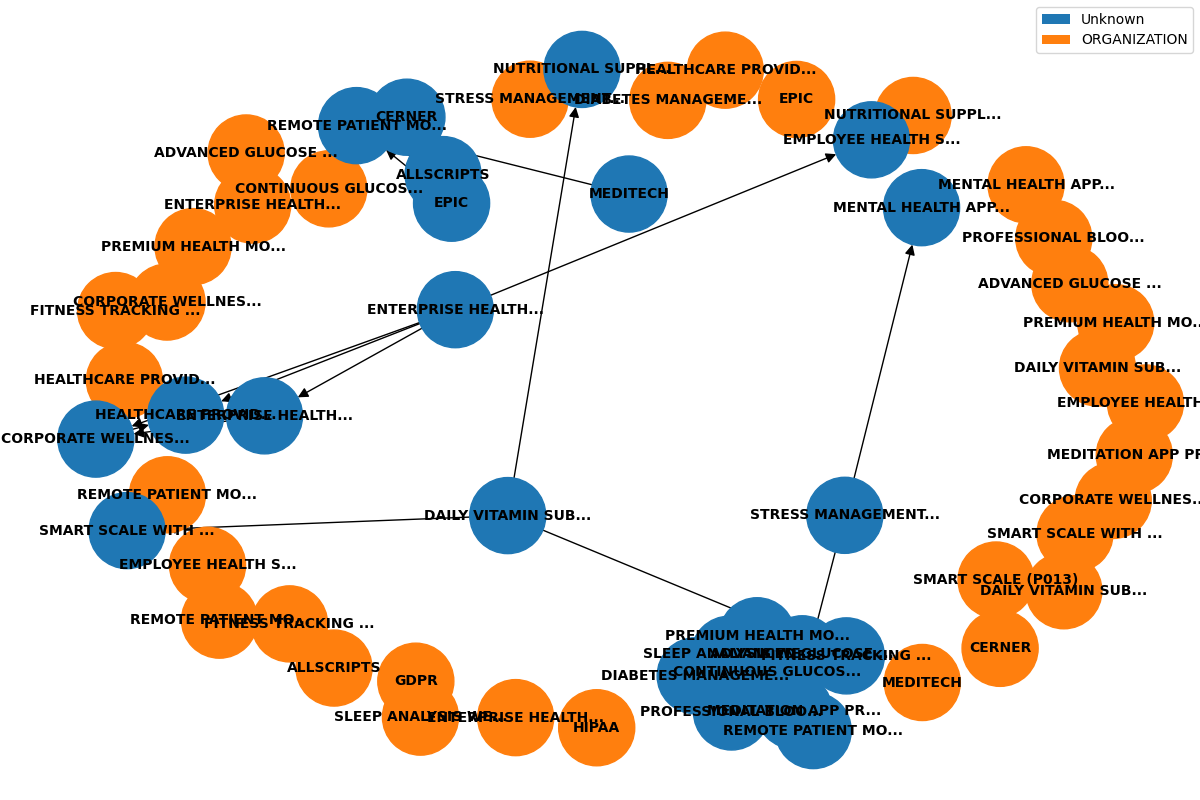 Unknown
ORGANIZATION
NUTRITIONAL SUPPL...
HEALTHCARE PROVID...
STRESS MANAGEMENT...
DIABETES MANAGEME...
EPIC
CERNER
REMOTE PATIENT MO...
NUTRITIONAL SUPPL...
EMPLOYEE HEALTH S...
ADVANCED GLUCOSE ...
ALLSCRIPTS
CONTINUOUS GLUCOS...
MEDITECH
MENTAL HEALTH APP...
ENTERPRISE HEALTH...
EPIC
MENTAL HEALTH APP...
PROFESSIONAL BLOO...
PREMIUM HEALTH MO...
ADVANCED GLUCOSE ...
CORPORATE WELLNES...
FITNESS TRACKING ...
ENTERPRISE HEALTH...
PREMIUM HEALTH MO...
DAILY VITAMIN SUB...
HEALTHCARE PROVID...
EMPLOYEE HEALTH
HEALTHCARE PROVID...
ENTERPRISE HEALTH...
CORPORATE WELLNES...
MEDITATION APP PR
REMOTE PATIENT MO...
CORPORATE WELLNES...
DAILY VITAMIN SUB...
STRESS MANAGEMENT...
SMART SCALE WITH ...
SMART SCALE WITH ...
EMPLOYEE HEALTH S...
SMART SCALE (P013)
DAILY VITAMIN SUB...
REMOTE PATIENT MO...
FITNESS TRACKING ...
PREMIUM HEALTH MO...
CERNER
SLEEP ANALYSIS
ADVANCED GLUCOSE...
FITNESS TRACKING ...
ALLSCRIPTS
CONTINUOUS GLUCOS...
DIABETES MANAGEME...
GDPR
MEDITECH
PROFESSIONAL BLOO...
MEDITATION APP PR...
SLEEP ANALYSIS
ENTERPRISE HEALTH...
HIPAA
REMOTE PATIENT MO...